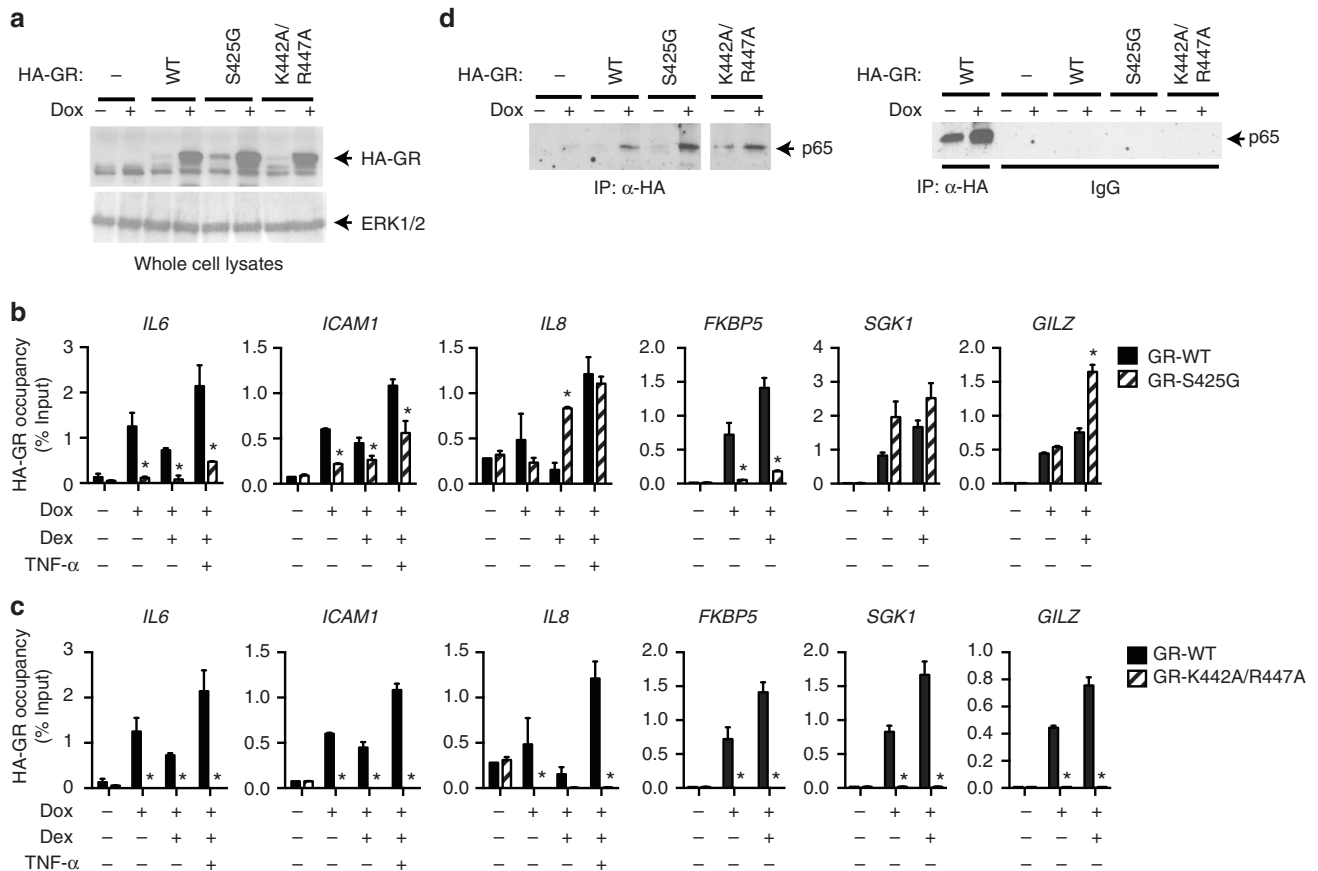 a
HA-GR: – WT S425G K442A/R447A
Dox – + – + – + – +
HA-GR
ERK1/2
Whole cell lysates
d
HA-GR: – WT S425G K442A/R447A
Dox – + – + – + – +
p65
IP: α-HA
HA-GR: WT – WT S425G K442A/R447A
Dox – + – + – + – + – +
p65
IP: α-HA IgG
b
IL6 ICAM1 IL8 FKBP5 SGK1 GILZ
HA-GR occupancy
(% Input)
3 1.5 1.5 2.0 4 2.0
2 1.0 1.0 1.5 3 1.5
1 0.5 0.5 1.0 2 1.0
0 0.0 0.0 0.5 1 0.5
0.0 0 0.0
* * * * * * * * * *
GR-WT
GR-S425G
Dox – + + + – + + + – + + + – + + – + + – + +
Dex – – + + – – + + – – + + – – + – – + – – +
TNF-α – – – + – – – + – – – + – – – – – – – – –
c
IL6 ICAM1 IL8 FKBP5 SGK1 GILZ
HA-GR occupancy
(% Input)
3 1.5 1.5 2.0 2.0 1.0
2 1.0 1.0 1.5 1.5 0.8
1 0.5 0.5 1.0 1.0 0.6
0 0.0 0.0 0.5 0.5 0.4
0.0 0.0 0.2
0.0
* * * * * * * * * * * * * *
GR-WT
GR-K442A/R447A
Dox – + + + – + + + – + + + – + + – + + – + +
Dex – – + + – – + + – – + + – – + – – + – – +
TNF-α – – – + – – – + – – – + – – – – – – – – –